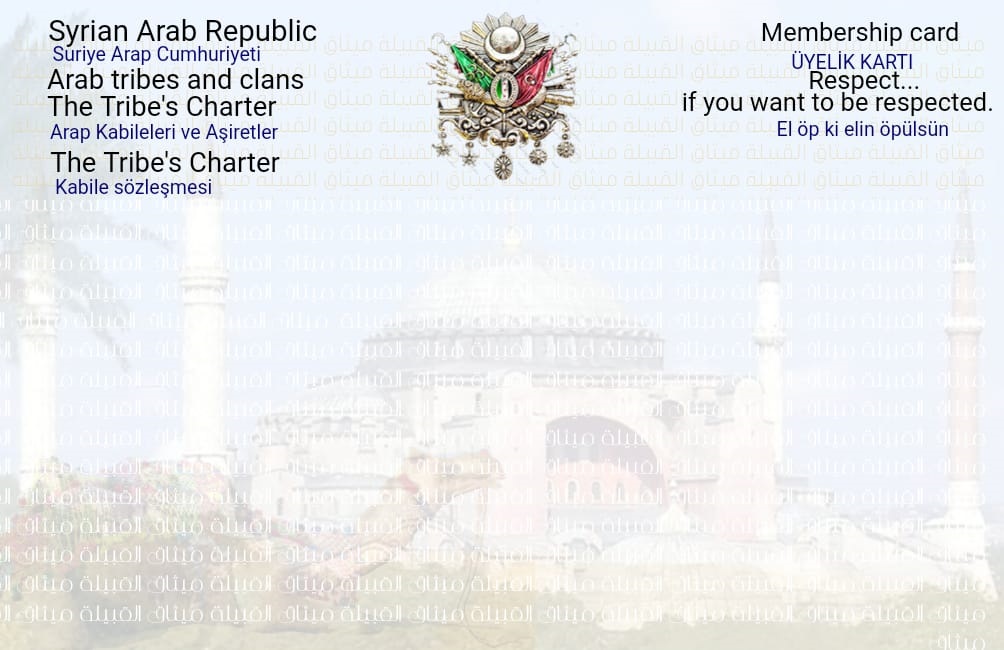 Syrian Arab Republic
Suriye Arap Cumhuriyeti
Arab tribes and clans
The Tribe's Charter
Arap Kabileleri ve Aşiretler
The Tribe's Charter
Kabile sözleşmesi
Membership card
ÜYELİK KARTI
Respect...
if you want to be respected.
El öp ki elin öpülsün
ميثاق القبيلة ميثاق القبيلة ميثاق القبيلة ميثاق القبيلة